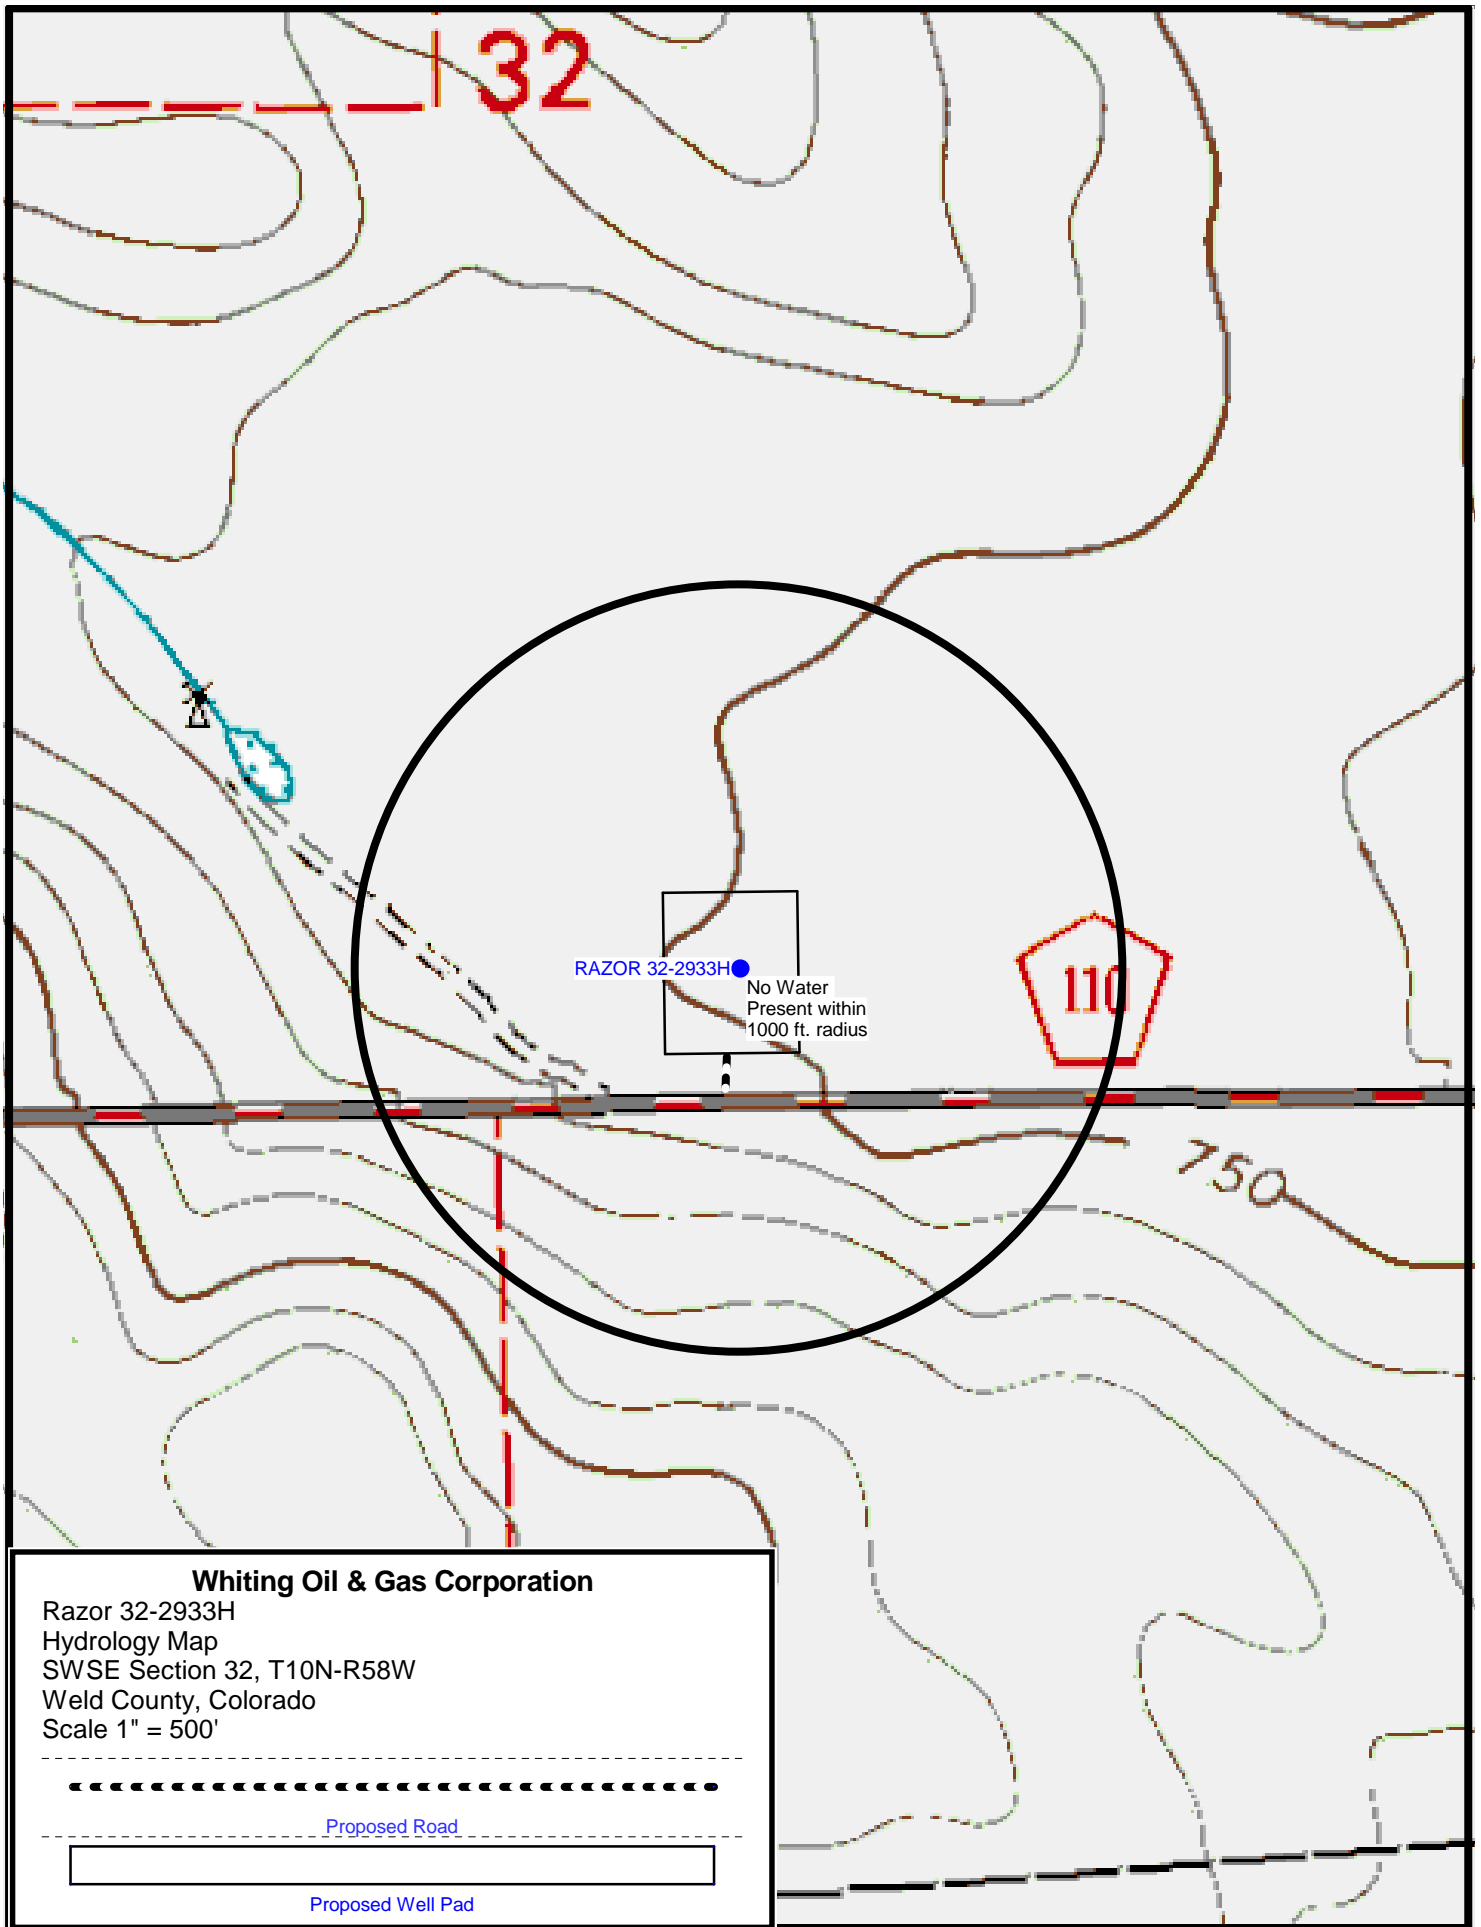 32
RAZOR 32-2933H
No Water
Present within
1000 ft. radius
110
750
Whiting Oil & Gas Corporation
Razor 32-2933H
Hydrology Map
SWSE Section 32, T10N-R58W
Weld County, Colorado
Scale 1" = 500'
Proposed Road
Proposed Well Pad